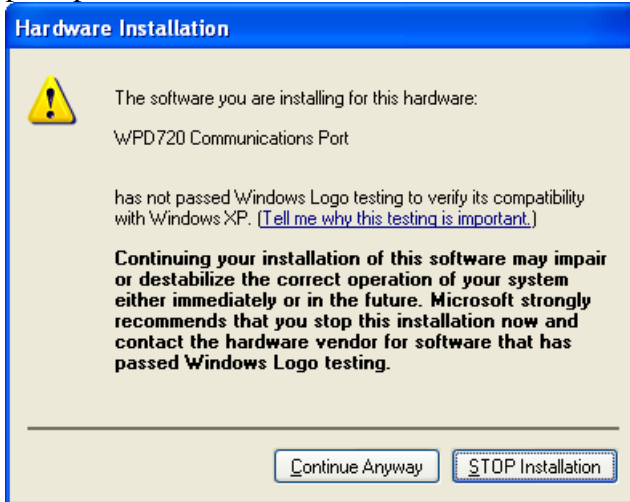 Hardware Installation
The software you are installing for this hardware:
WPD720 Communications Port
has not passed Windows Logo testing to verify its compatibility
with Windows XP. (Tell me why this testing is important.)
Continuing your installation of this software may impair
or destabilize the correct operation of your system
either immediately or in the future. Microsoft strongly
recommends that you stop this installation now and
contact the hardware vendor for software that has
passed Windows Logo testing.
Continue Anyway
STOP Installation